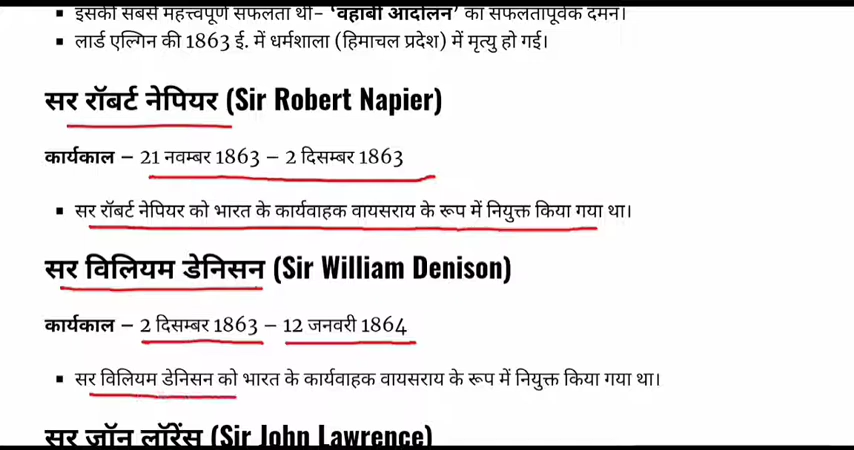 ▪ इसकी सबसे महत्त्वपूर्ण सफलता थी– ‘वहाबी आंदोलन’ का सफलतापूर्वक दमन।
▪ लार्ड एल्गिन की 1863 ई. में धर्मशाला (हिमाचल प्रदेश) में मृत्यु हो गई।
सर रॉबर्ट नेपियर (Sir Robert Napier)
कार्यकाल – 21 नवम्बर 1863 – 2 दिसम्बर 1863
▪ सर रॉबर्ट नेपियर को भारत के कार्यवाहक वायसराय के रूप में नियुक्त किया गया था।
सर विलियम डेनिसन (Sir William Denison)
कार्यकाल – 2 दिसम्बर 1863 – 12 जनवरी 1864
▪ सर विलियम डेनिसन को भारत के कार्यवाहक वायसराय के रूप में नियुक्त किया गया था।
सर जॉन लॉरेंस (Sir John Lawrence)